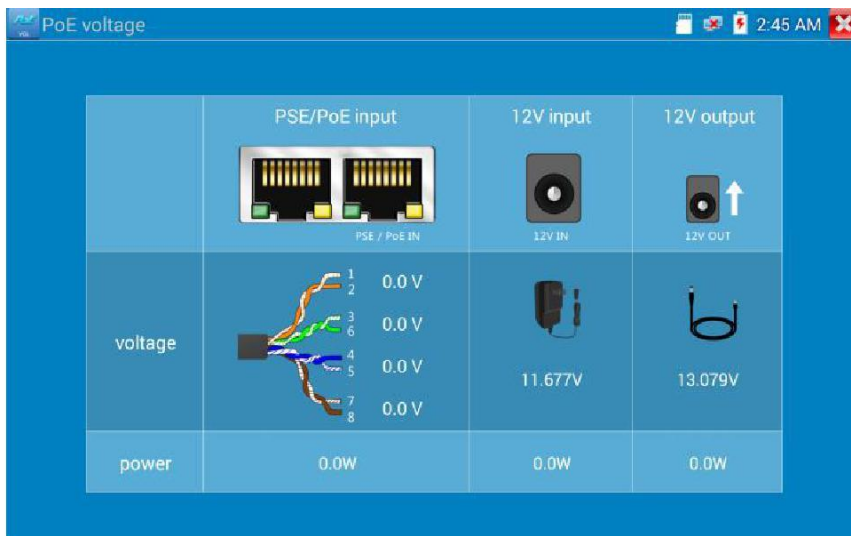 PoE voltage
2:45 AM
PSE/PoE input
12V input
12V output
PSE / PoE IN
12V IN
12V OUT
voltage
1
2
0.0 V
3
6
0.0 V
4
5
0.0 V
7
8
0.0 V
11.677V
13.079V
power
0.0W
0.0W
0.0W